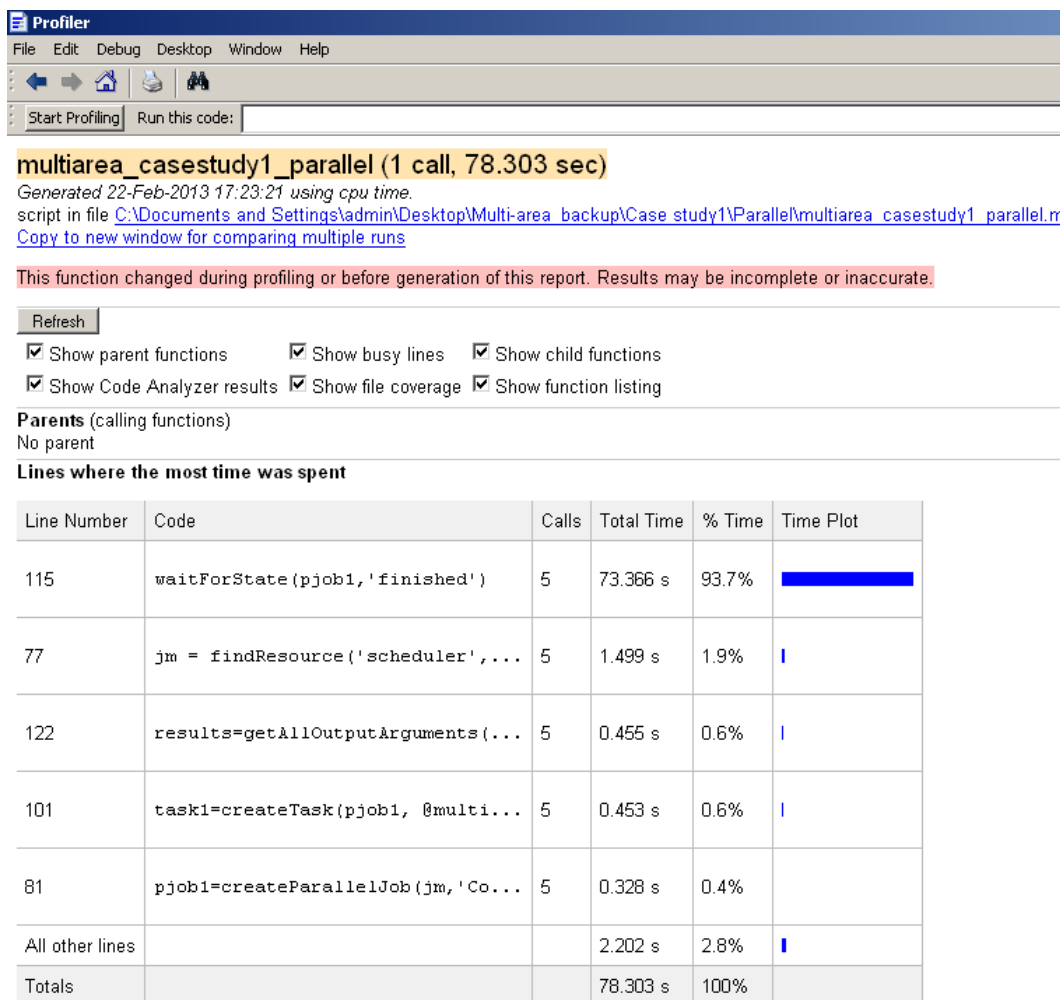 Profiler
File Edit Debug Desktop Window Help
Start Profiling Run this code:
multiarea_casestudy1_parallel (1 call, 78.303 sec)
Generated 22-Feb-2013 17:23:21 using cpu time.
script in file C:\Documents and Settings\admin\Desktop\Multi-area_backup\Case study1\Parallel\multiarea_casestudy1_parallel.m
Copy to new window for comparing multiple runs
This function changed during profiling or before generation of this report. Results may be incomplete or inaccurate.
Refresh
Show parent functions Show busy lines Show child functions
Show Code Analyzer results Show file coverage Show function listing
Parents (calling functions)
No parent
Lines where the most time was spent
Line Number Code Calls Total Time % Time Time Plot
115 waitForState(pjob1,'finished') 5 73.366 s 93.7%
77 jm = findResource('scheduler',... 5 1.499 s 1.9%
122 results=getAllOutputArguments(... 5 0.455 s 0.6%
101 task1=createTask(pjob1, @multi... 5 0.453 s 0.6%
81 pjob1=createParallelJob(jm,'Co... 5 0.328 s 0.4%
All other lines 2.202 s 2.8%
Totals 78.303 s 100%